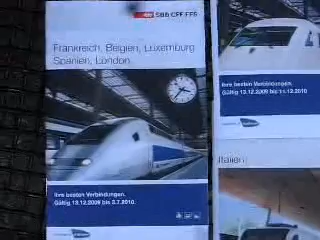 SBB CFF FFS
Frankreich, Belgien, Luxemburg
Spanien, London.
Ihre besten Verbindungen.
Gültig 13.12.2009 bis 3.7.2010.
Ihre besten Verbindungen.
Gültig 13.12.2009 bis 11.12.2010
Italien